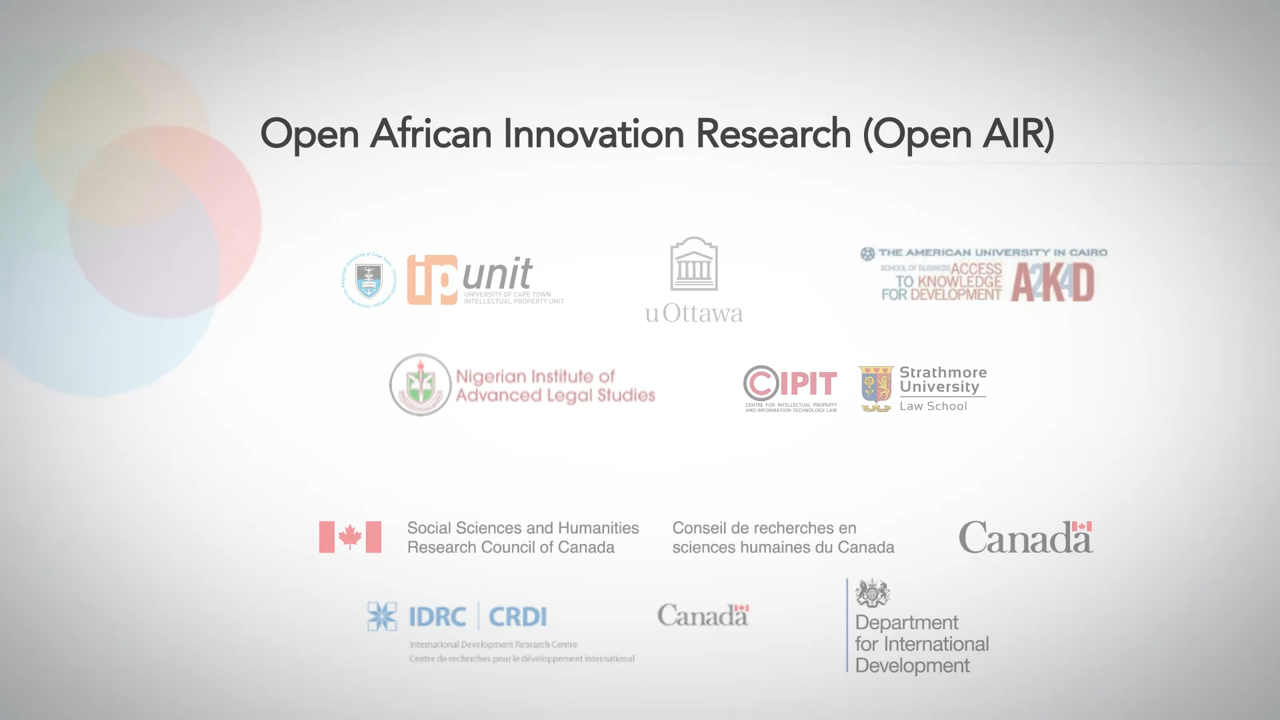 Open African Innovation Research (Open AIR)
ip unit
UNIVERSITY OF CAPE TOWN
INTELLECTUAL PROPERTY UNIT
uOttawa
THE AMERICAN UNIVERSITY IN CAIRO
SCHOOL OF BUSINESS ACCESS
TO KNOWLEDGE
FOR DEVELOPMENT
A2K4D
Nigerian Institute of
Advanced Legal Studies
CIPIT
CENTRE FOR INTELLECTUAL PROPERTY
AND INFORMATION TECHNOLOGY LAW
Strathmore
University
Law School
Social Sciences and Humanities
Research Council of Canada
Conseil de recherches en
sciences humaines du Canada
Canada
IDRC | CRDI
International Development Research Centre
Centre de recherches pour le développement international
Canada
Department
for International
Development